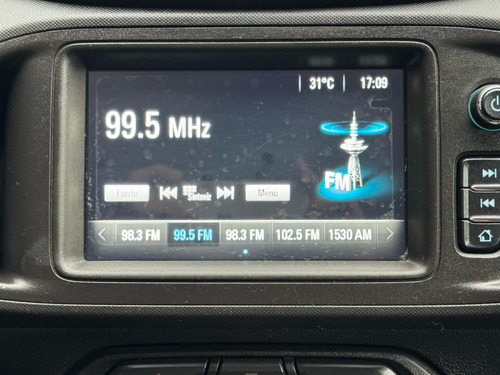 31°C 17:09
99.5 MHz
FM
Fonte Sintoniz Menu
98.3 FM 99.5 FM 98.3 FM 102.5 FM 1530 AM